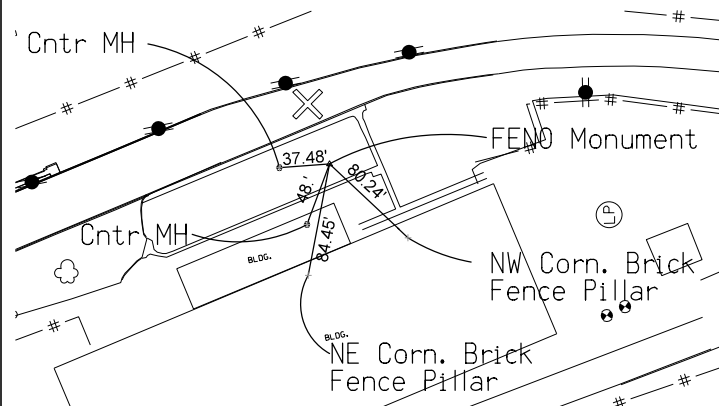 Cntr MH
FENO Monument
37.48'
80.24'
48.'
84.45'
Cntr MH
BLDG.
LP
NW Corn. Brick
Fence Pillar
BLDG.
NE Corn. Brick
Fence Pillar